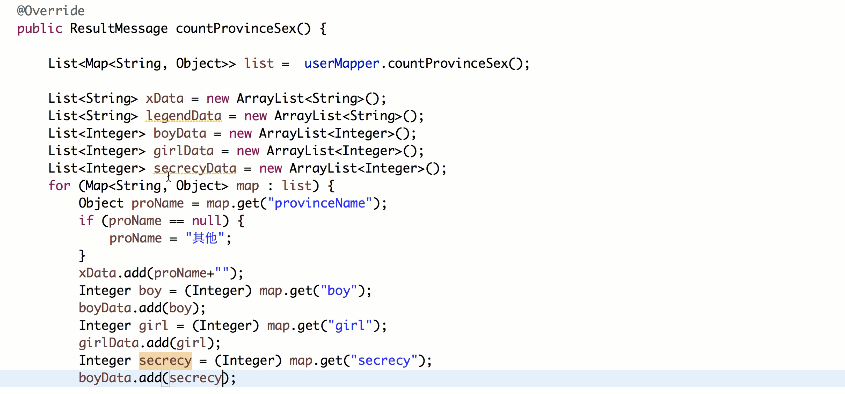 @Override
public ResultMessage countProvinceSex() {
List<Map<String, Object>> list =  userMapper.countProvinceSex();
List<String> xData = new ArrayList<String>();
List<String> legendData = new ArrayList<String>();
List<Integer> boyData = new ArrayList<Integer>();
List<Integer> girlData = new ArrayList<Integer>();
List<Integer> secrecyData = new ArrayList<Integer>();
for (Map<String, Object> map : list) {
Object proName = map.get("provinceName");
if (proName == null) {
proName = "其他";
}
xData.add(proName+"");
Integer boy = (Integer) map.get("boy");
boyData.add(boy);
Integer girl = (Integer) map.get("girl");
girlData.add(girl);
Integer secrecy = (Integer) map.get("secrecy");
boyData.add(secrecy);